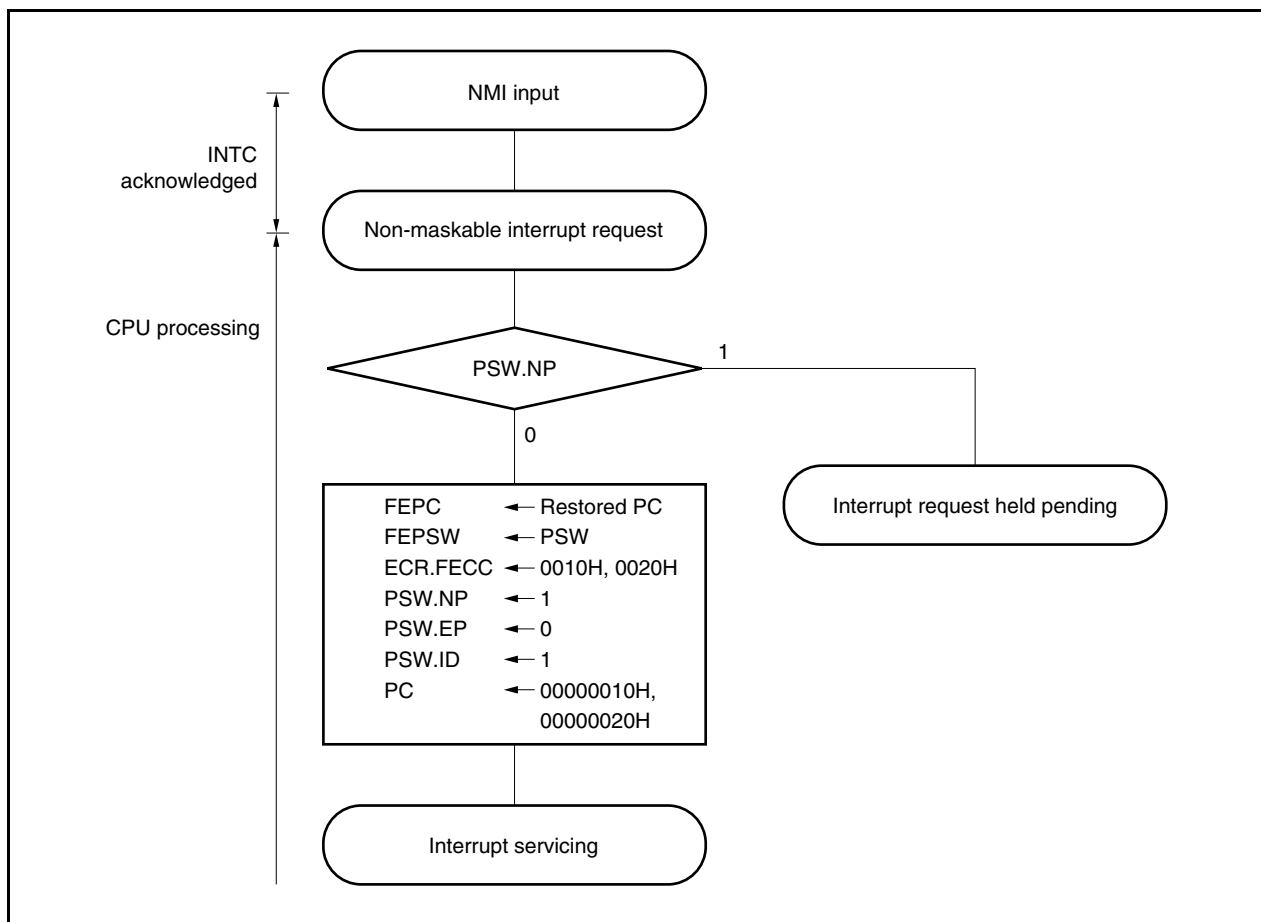 NMI input
INTC
acknowledged
Non-maskable interrupt request
CPU processing
PSW.NP
1
0
FEPC ← Restored PC
FEPSW ← PSW
ECR.FECC ← 0010H, 0020H
PSW.NP ← 1
PSW.EP ← 0
PSW.ID ← 1
PC ← 00000010H,
00000020H
Interrupt request held pending
Interrupt servicing